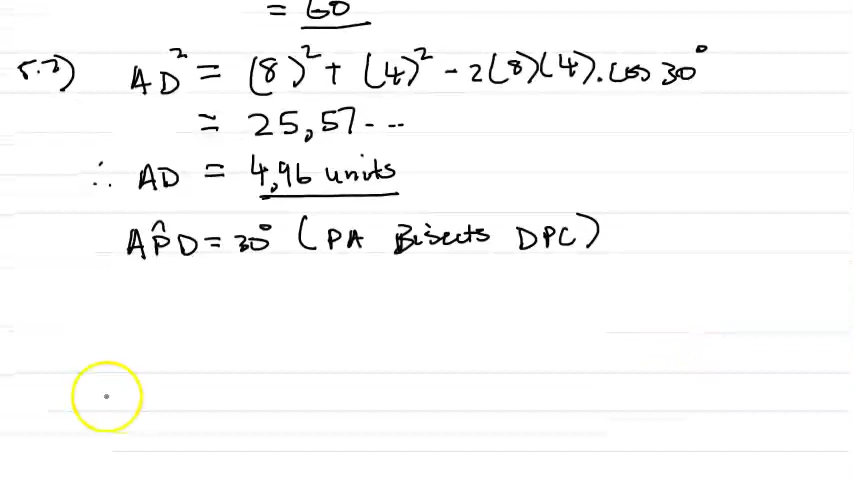 = 60
5.2) AD² = (8)² + (4)² - 2(8)(4).cos 30°
= 25,57...
∴ AD = 4,96 units
AP̂D = 30° (PA Bisects DPC)